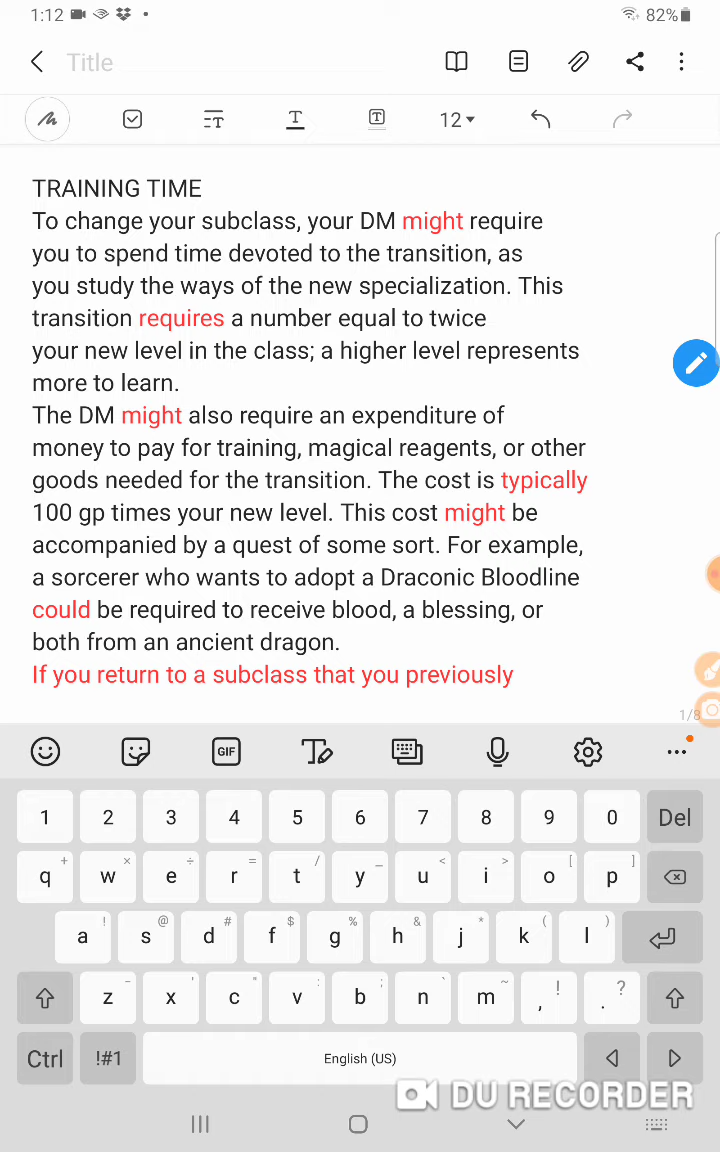 1:12
82%
Title
12
TRAINING TIME
To change your subclass, your DM might require
you to spend time devoted to the transition, as
you study the ways of the new specialization. This
transition requires a number equal to twice
your new level in the class; a higher level represents
more to learn.
The DM might also require an expenditure of
money to pay for training, magical reagents, or other
goods needed for the transition. The cost is typically
100 gp times your new level. This cost might be
accompanied by a quest of some sort. For example,
a sorcerer who wants to adopt a Draconic Bloodline
could be required to receive blood, a blessing, or
both from an ancient dragon.
If you return to a subclass that you previously
1/8
GIF
1 2 3 4 5 6 7 8 9 0 Del
q + w × e ÷ r = t / y _ u < i > o [ p ]
a ! s @ d # f $ g % h & j * k ( l )
z - x ' c " v : b ; n ` m ~ , ! . ?
Ctrl !#1 English (US)
DU RECORDER